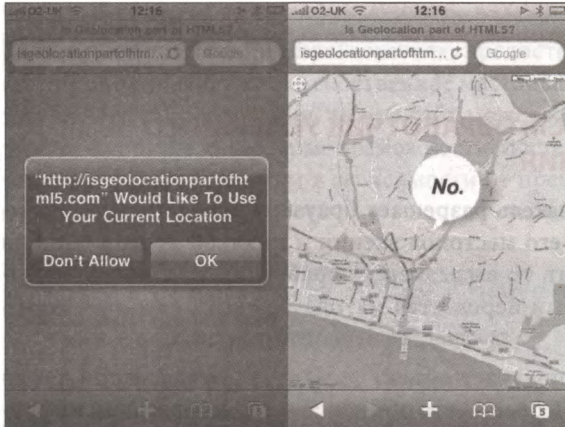 O2-UK 12:16
Is Geolocation part of HTML5?
isgeolocationpartofhtm...
Google
"http://isgeolocationpartofht
ml5.com" Would Like To Use
Your Current Location
Don't Allow
OK
O2-UK 12:16
Is Geolocation part of HTML5?
isgeolocationpartofhtm...
Google
No.
5